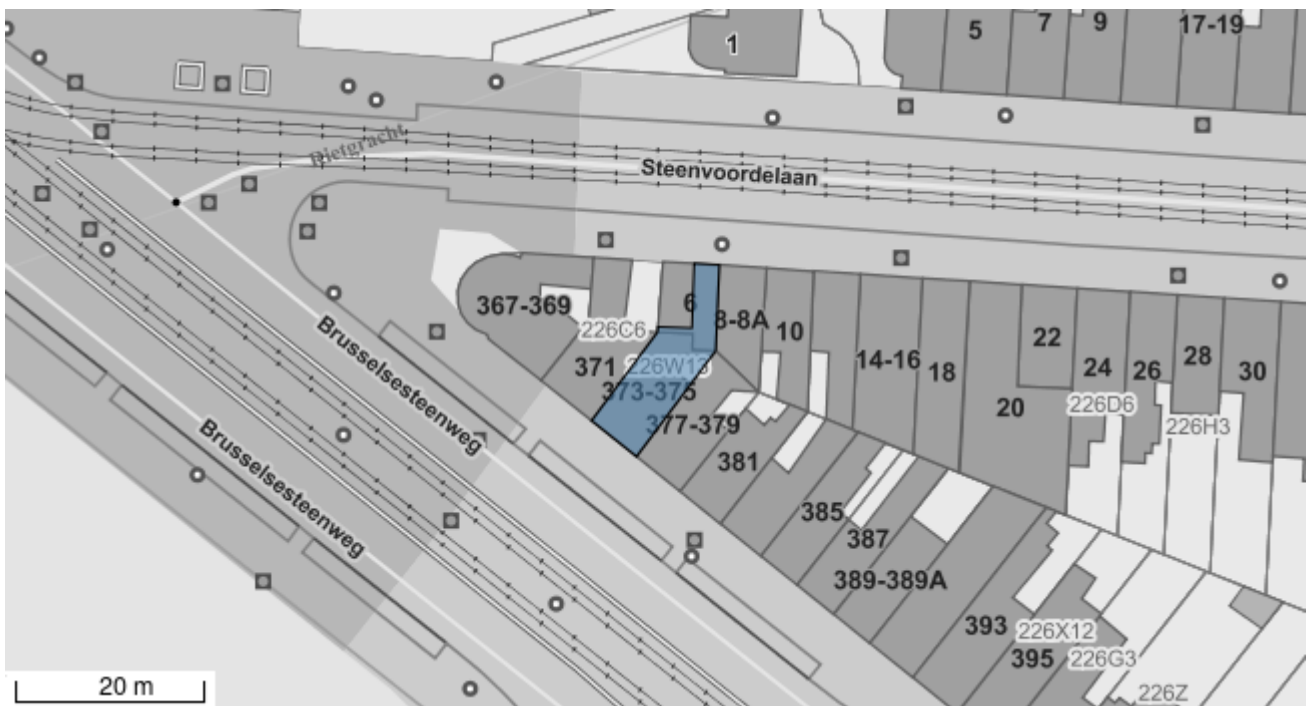 1
5
7
9
17-19
Rietgracht
Steenvoordelaan
367-369
6
8-8A
10
226C6
371
226W13
373-375
377-379
381
14-16
18
20
22
24
226D6
26
28
226H3
30
Brusselsesteenweg
Brusselsesteenweg
385
387
389-389A
393
226X12
395
226G3
226Z
20 m